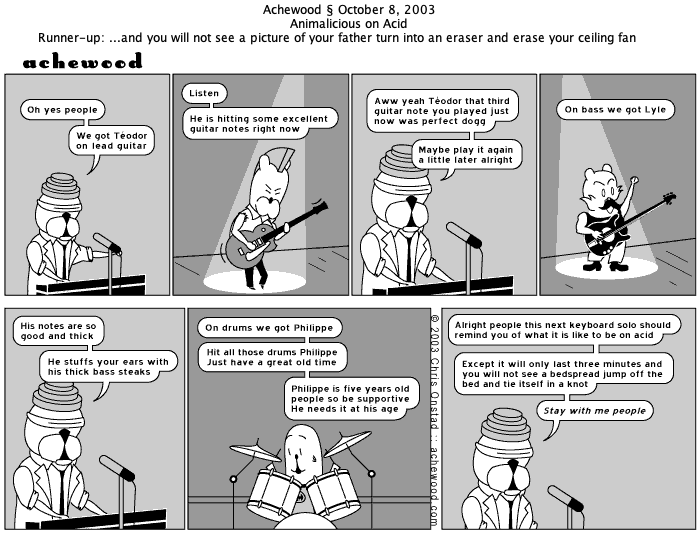 Achewood § October 8, 2003
Animalicious on Acid
Runner-up: ...and you will not see a picture of your father turn into an eraser and erase your ceiling fan
achewood
Oh yes people
We got Téodor
on lead guitar
Listen
He is hitting some excellent
guitar notes right now
Aww yeah Téodor that third
guitar note you played just
now was perfect dogg
Maybe play it again
a little later alright
On bass we got Lyle
His notes are so
good and thick
He stuffs your ears with
his thick bass steaks
On drums we got Philippe
Hit all those drums Philippe
Just have a great old time
Philippe is five years old
people so be supportive
He needs it at his age
© 2003 Chris Onstad :: achewood.com
Alright people this next keyboard solo should
remind you of what it is like to be on acid
Except it will only last three minutes and
you will not see a bedspread jump off the
bed and tie itself in a knot
Stay with me people